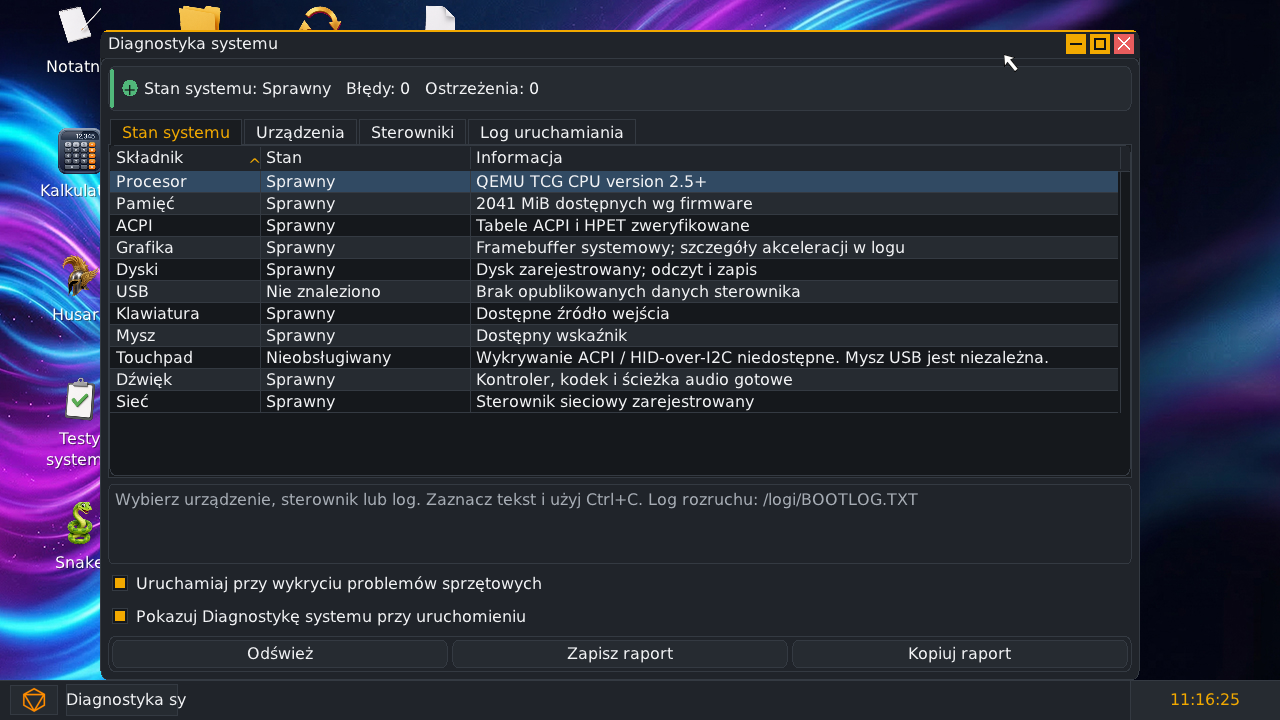 Notatn
Kalkulat
Husar
Testy
system
Snake
Diagnostyka systemu
Stan systemu: Sprawny Błędy: 0 Ostrzeżenia: 0
Stan systemu Urządzenia Sterowniki Log uruchamiania
Składnik Stan Informacja
Procesor Sprawny QEMU TCG CPU version 2.5+
Pamięć Sprawny 2041 MiB dostępnych wg firmware
ACPI Sprawny Tabele ACPI i HPET zweryfikowane
Grafika Sprawny Framebuffer systemowy; szczegóły akceleracji w logu
Dyski Sprawny Dysk zarejestrowany; odczyt i zapis
USB Nie znaleziono Brak opublikowanych danych sterownika
Klawiatura Sprawny Dostępne źródło wejścia
Mysz Sprawny Dostępny wskaźnik
Touchpad Nieobsługiwany Wykrywanie ACPI / HID-over-I2C niedostępne. Mysz USB jest niezależna.
Dźwięk Sprawny Kontroler, kodek i ścieżka audio gotowe
Sieć Sprawny Sterownik sieciowy zarejestrowany
Wybierz urządzenie, sterownik lub log. Zaznacz tekst i użyj Ctrl+C. Log rozruchu: /logi/BOOTLOG.TXT
Uruchamiaj przy wykryciu problemów sprzętowych
Pokazuj Diagnostykę systemu przy uruchomieniu
Odśwież Zapisz raport Kopiuj raport
Diagnostyka sy 11:16:25